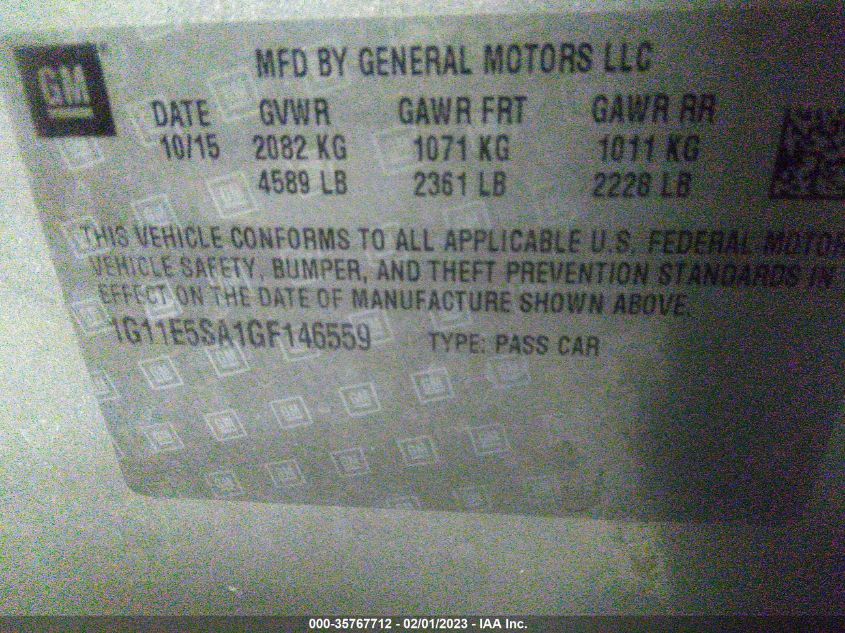 GM
MFD BY GENERAL MOTORS LLC
DATE GVWR GAWR FRT GAWR RR
10/15 2082 KG 1071 KG 1011 KG
4589 LB 2361 LB 2228 LB
THIS VEHICLE CONFORMS TO ALL APPLICABLE U.S. FEDERAL MOTOR
VEHICLE SAFETY, BUMPER, AND THEFT PREVENTION STANDARDS IN
EFFECT ON THE DATE OF MANUFACTURE SHOWN ABOVE.
1G11E5SA1GF146559 TYPE: PASS CAR
000-35767712 - 02/01/2023 - IAA Inc.